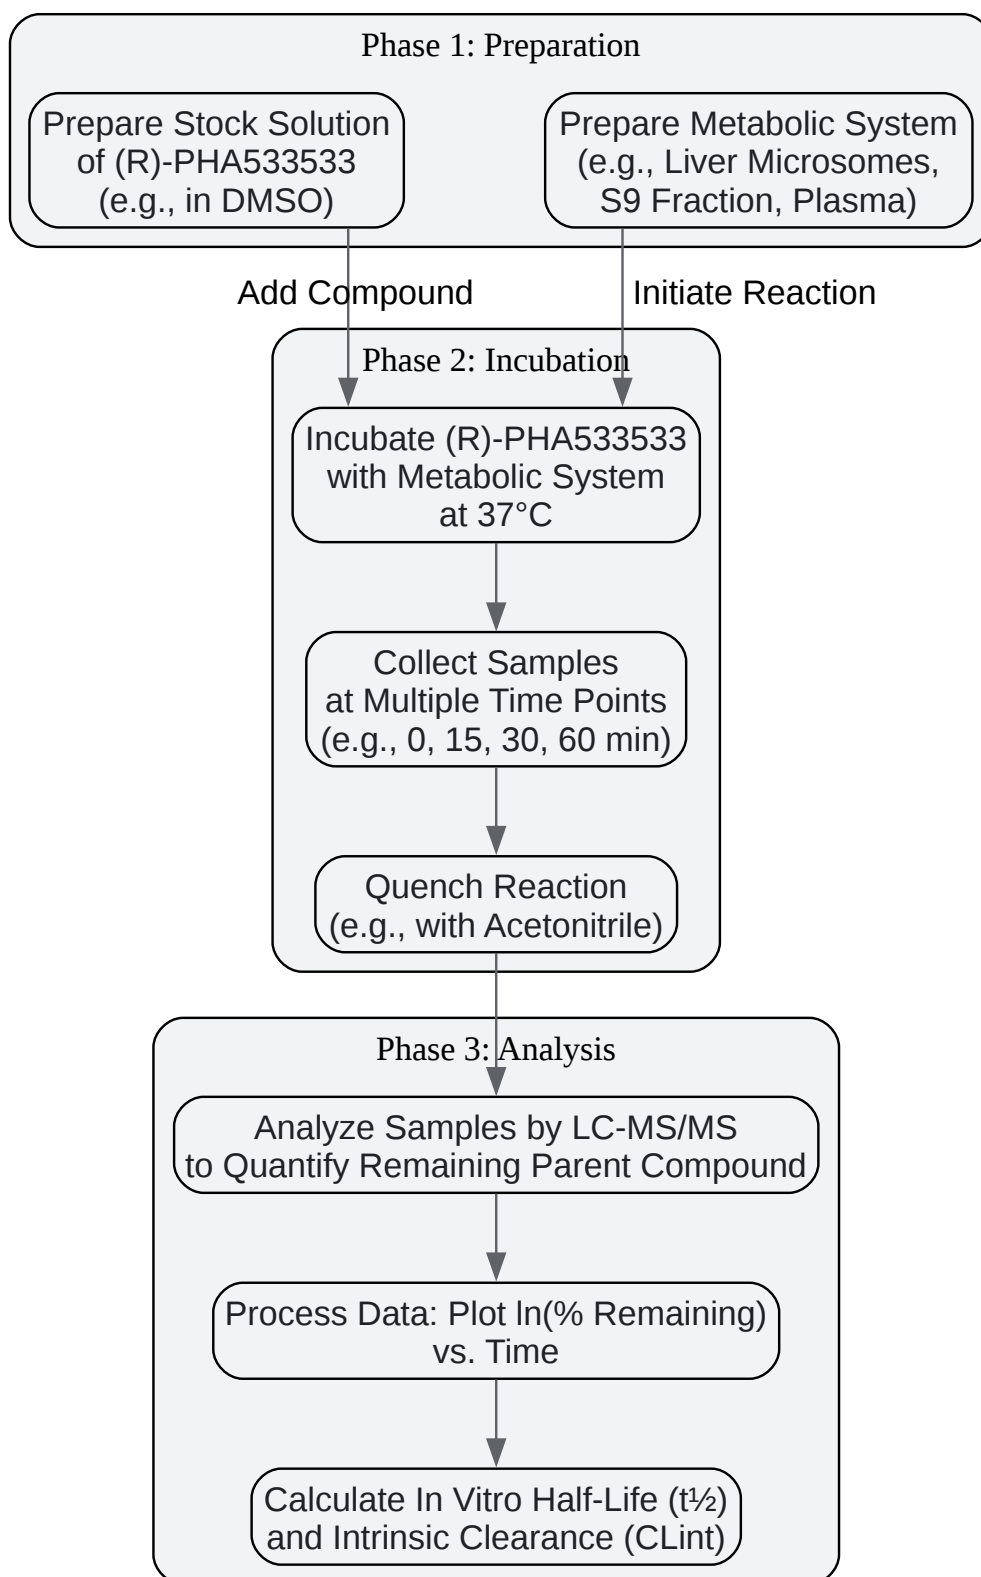 Phase 1: Preparation
Prepare Stock Solution
of (R)-PHA533533
(e.g., in DMSO)
Prepare Metabolic System
(e.g., Liver Microsomes,
S9 Fraction, Plasma)
Add Compound
Initiate Reaction
Phase 2: Incubation
Incubate (R)-PHA533533
with Metabolic System
at 37°C
Collect Samples
at Multiple Time Points
(e.g., 0, 15, 30, 60 min)
Quench Reaction
(e.g., with Acetonitrile)
Phase 3: Analysis
Analyze Samples by LC-MS/MS
to Quantify Remaining Parent Compound
Process Data: Plot ln(% Remaining)
vs. Time
Calculate In Vitro Half-Life (t½)
and Intrinsic Clearance (CLint)